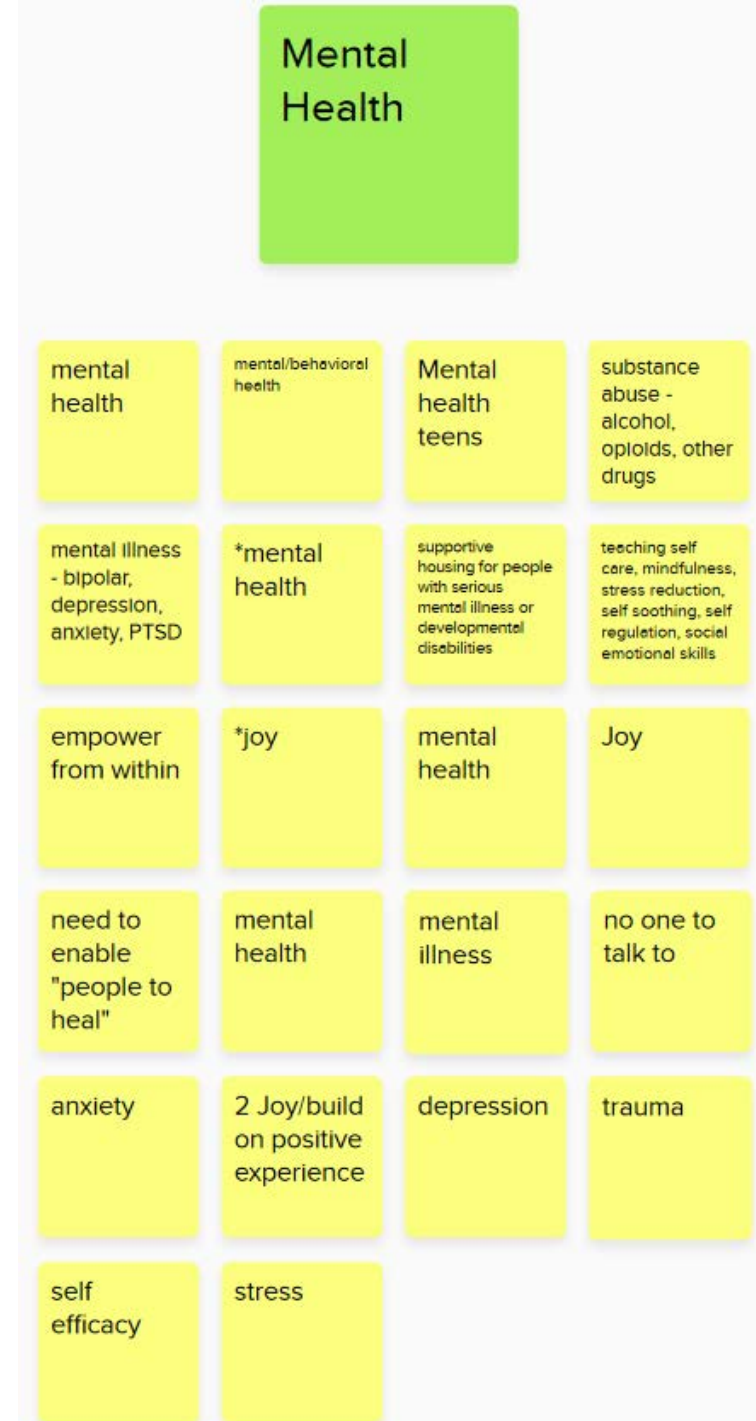 Mental
Health
mental
health
mental/behavioral
health
Mental
health
teens
substance
abuse -
alcohol,
opioids, other
drugs
mental illness
- bipolar,
depression,
anxiety, PTSD
*mental
health
supportive
housing for people
with serious
mental illness or
developmental
disabilities
teaching self
care, mindfulness,
stress reduction,
self soothing, self
regulation, social
emotional skills
empower
from within
*joy
mental
health
Joy
need to
enable
"people to
heal"
mental
health
mental
illness
no one to
talk to
anxiety
2 Joy/build
on positive
experience
depression
trauma
self
efficacy
stress